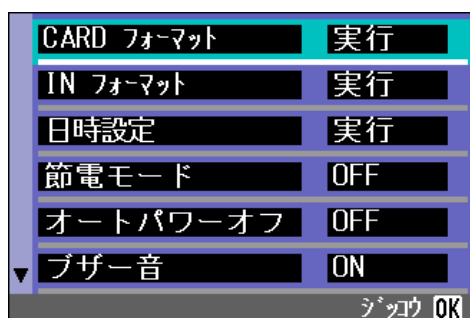 CARD フォーマット 実行
IN フォーマット 実行
日時設定 実行
節電モード OFF
オートパワーオフ OFF
ブザー音 ON
ジッコウ OK